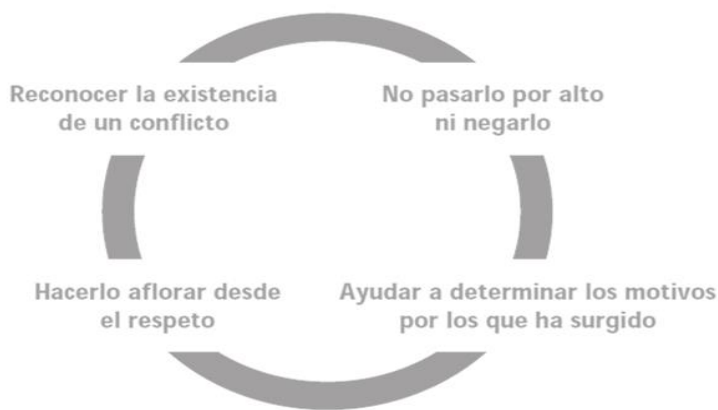 Reconocer la existencia
de un conflicto
No pasarlo por alto
ni negarlo
Hacerlo aflorar desde
el respeto
Ayudar a determinar los motivos
por los que ha surgido